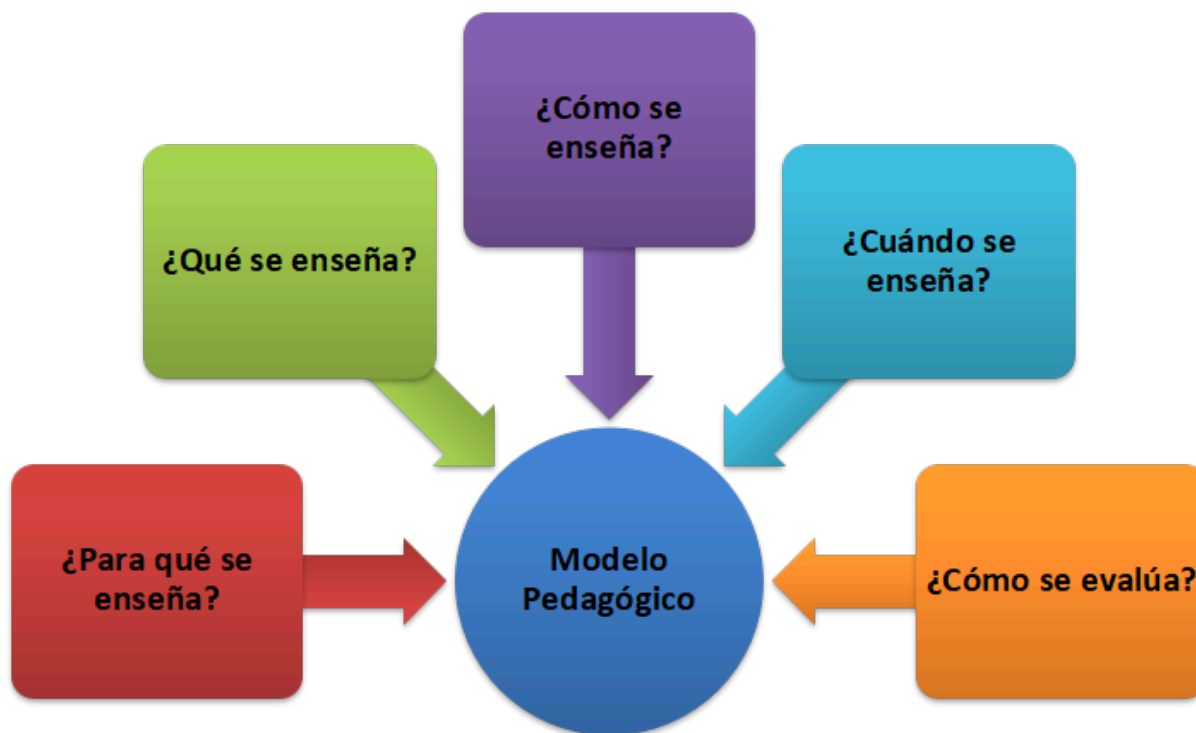 ¿Cómo se
enseña?
¿Qué se enseña?
¿Cuándo se
enseña?
¿Para qué se
enseña?
Modelo
Pedagógico
¿Cómo se evalúa?